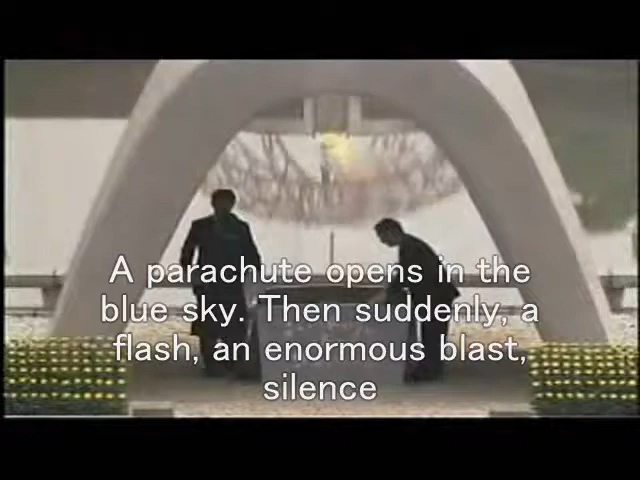 A parachute opens in the
blue sky. Then suddenly, a
flash, an enormous blast,
silence